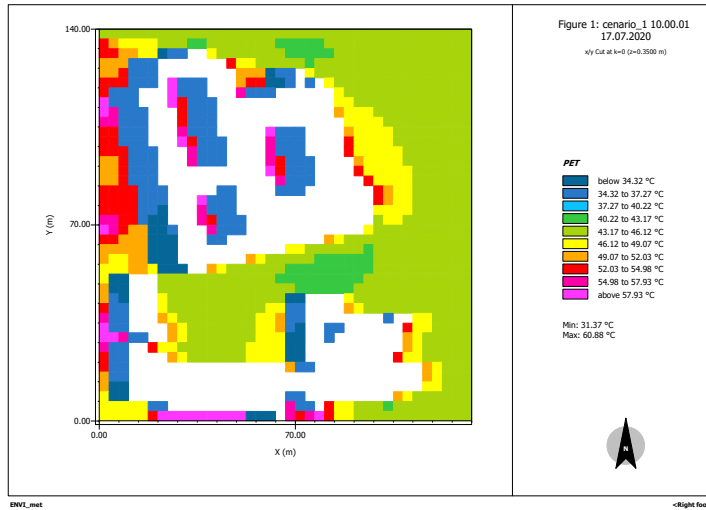 Figure 1: cenario_1 10.00.01
17.07.2020
x/y Cut at k=0 (z=0.3500 m)
140.00
70.00
0.00
Y (m)
0.00
70.00
X (m)
PET
below 34.32 °C
34.32 to 37.27 °C
37.27 to 40.22 °C
40.22 to 43.17 °C
43.17 to 46.12 °C
46.12 to 49.07 °C
49.07 to 52.03 °C
52.03 to 54.98 °C
54.98 to 57.93 °C
above 57.93 °C
Min: 31.37 °C
Max: 60.88 °C
N
ENVI_met
<Right foo